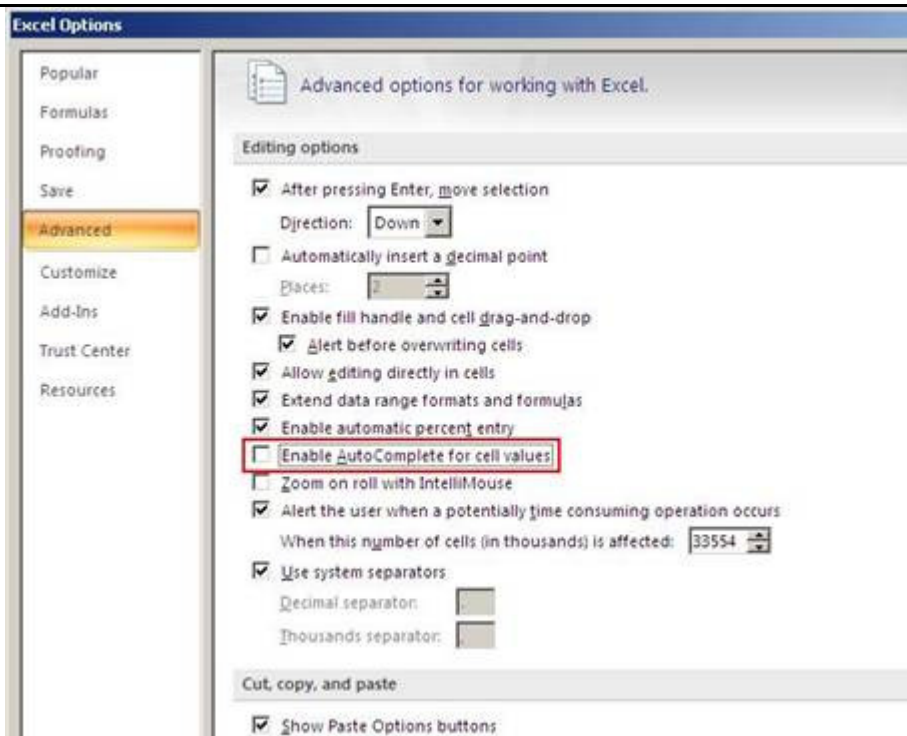 Excel Options
Popular
Formulas
Proofing
Save
Advanced
Customize
Add-Ins
Trust Center
Resources
Advanced options for working with Excel.
Editing options
After pressing Enter, move selection
Direction: Down
Automatically insert a decimal point
Places: 2
Enable fill handle and cell drag-and-drop
Alert before overwriting cells
Allow editing directly in cells
Extend data range formats and formulas
Enable automatic percent entry
Enable AutoComplete for cell values
Zoom on roll with IntelliMouse
Alert the user when a potentially time consuming operation occurs
When this number of cells (in thousands) is affected: 33554
Use system separators
Decimal separator: .
Thousands separator: ,
Cut, copy, and paste
Show Paste Options buttons